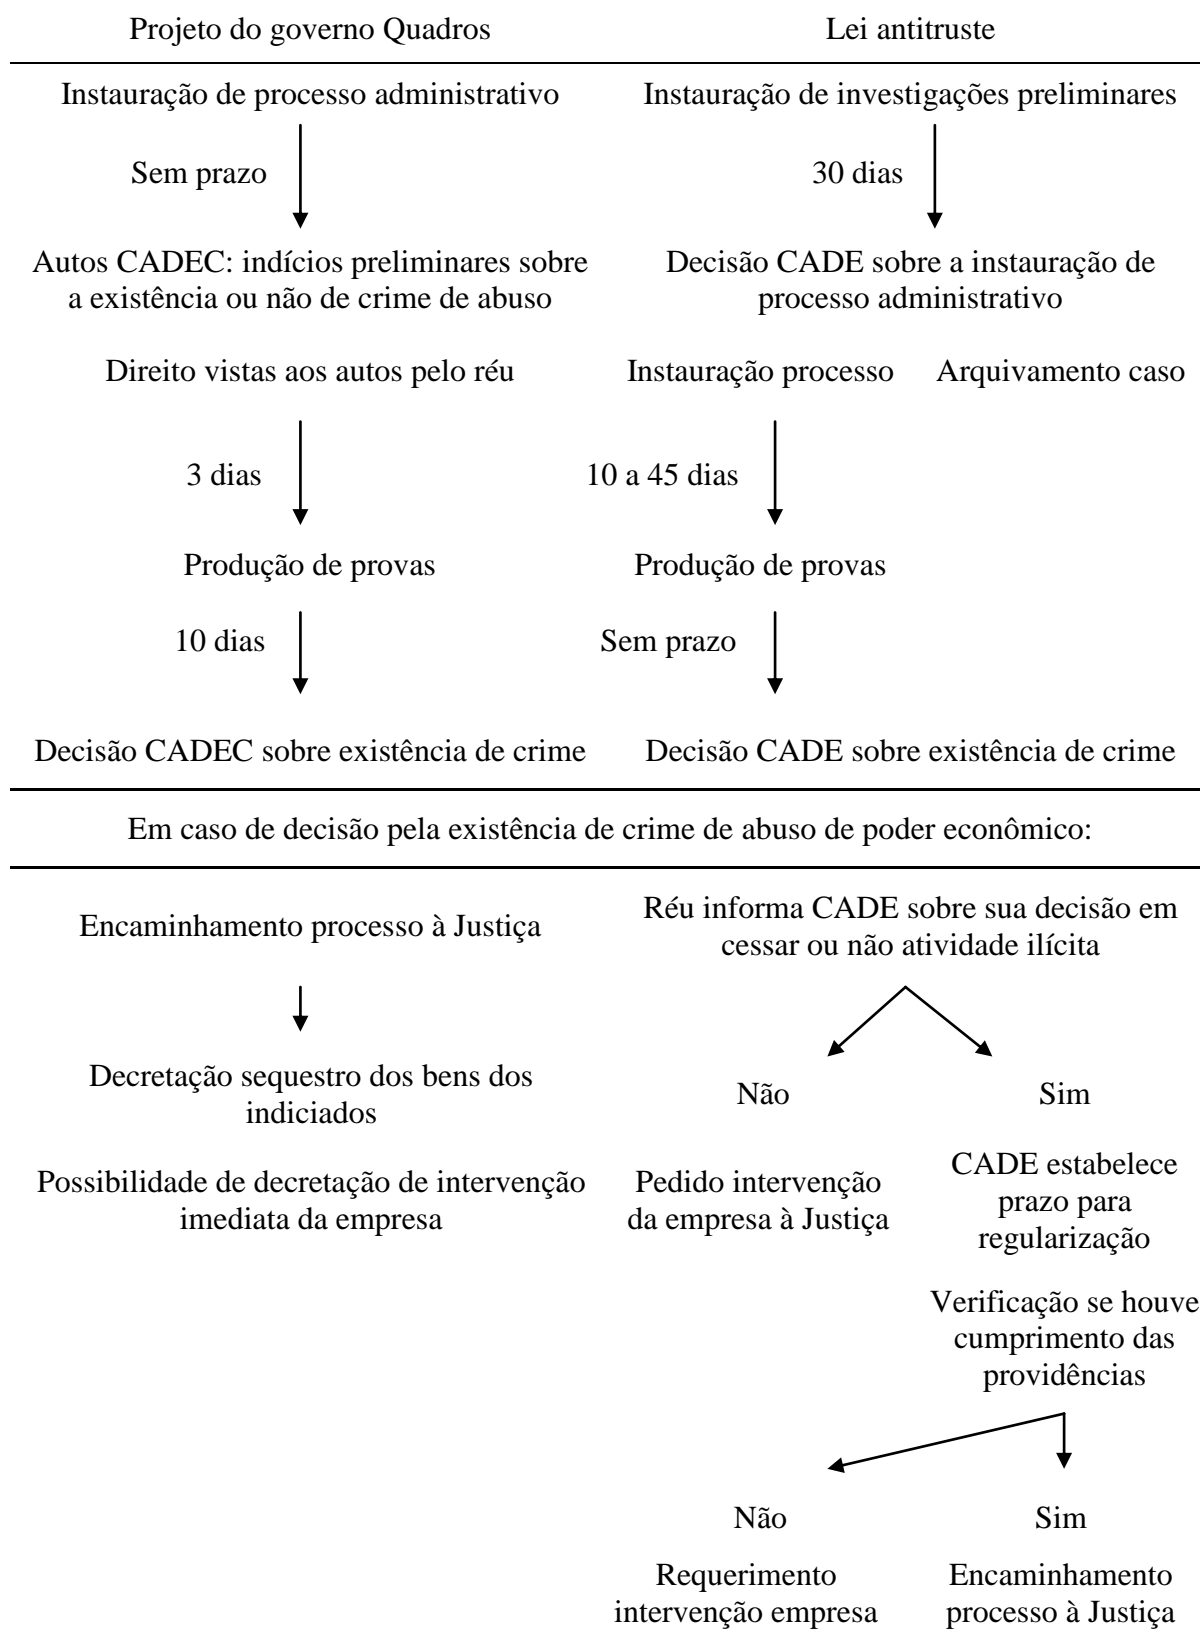 Projeto do governo Quadros
Lei antitruste
Instauração de processo administrativo
Instauração de investigações preliminares
Sem prazo
30 dias
Autos CADEC: indícios preliminares sobre
a existência ou não de crime de abuso
Decisão CADE sobre a instauração de
processo administrativo
Direito vistas aos autos pelo réu
Instauração processo
Arquivamento caso
3 dias
10 a 45 dias
Produção de provas
Produção de provas
10 dias
Sem prazo
Decisão CADEC sobre existência de crime
Decisão CADE sobre existência de crime
Em caso de decisão pela existência de crime de abuso de poder econômico:
Encaminhamento processo à Justiça
Réu informa CADE sobre sua decisão em
cessar ou não atividade ilícita
Decretação sequestro dos bens dos
indiciados
Não
Sim
Possibilidade de decretação de intervenção
imediata da empresa
Pedido intervenção
da empresa à Justiça
CADE estabelece
prazo para
regularização
Verificação se houve
cumprimento das
providências
Não
Sim
Requerimento
intervenção empresa
Encaminhamento
processo à Justiça